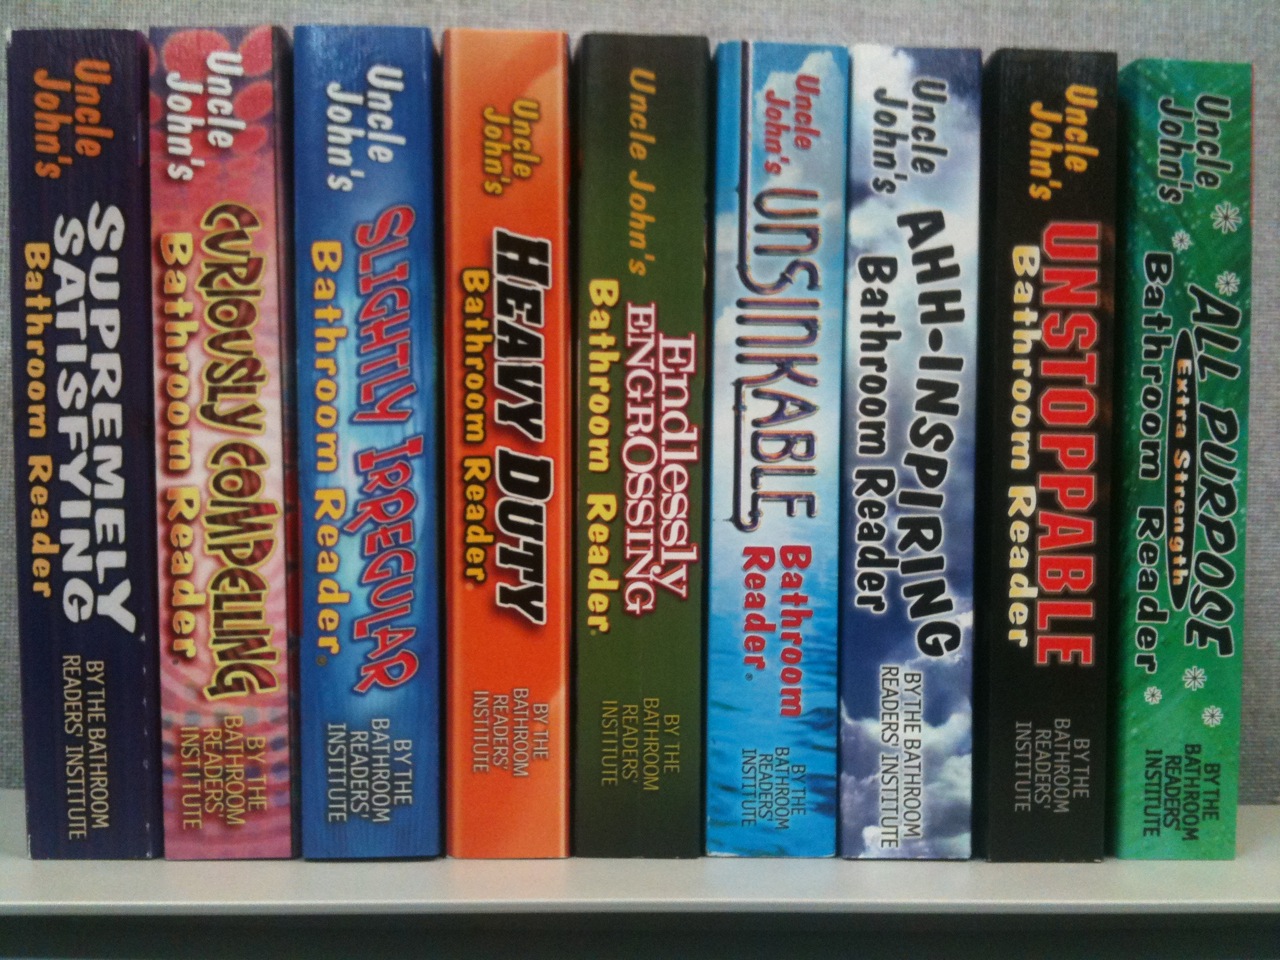 Uncle
John's
SUPREMELY
SATISFYING
Bathroom Reader
BY THE BATHROOM
READERS' INSTITUTE
Uncle
John's
CURIOUSLY COMPELLING
Bathroom Reader
BY THE
BATHROOM
READERS'
INSTITUTE
Uncle
John's
SLIGHTLY IRREGULAR
Bathroom Reader®
BY THE
BATHROOM
READERS'
INSTITUTE
Uncle
John's
HEAVY DUTY
Bathroom Reader
BY THE
BATHROOM
READERS'
INSTITUTE
Uncle John's
Endlessly
ENGROSSING
Bathroom Reader®
BY THE
BATHROOM
READERS'
INSTITUTE
Uncle
John's
UNSINKABLE
Bathroom
Reader®
BY THE
BATHROOM
READERS'
INSTITUTE
Uncle
John's
AHH-INSPIRING
Bathroom Reader
BY THE BATHROOM
READERS' INSTITUTE
Uncle
John's
UNSTOPPABLE
Bathroom Reader
BY THE
BATHROOM
READERS'
INSTITUTE
Uncle
John's
ALL PURPOSE
Extra Strength
Bathroom Reader
BY THE
BATHROOM
READERS'
INSTITUTE